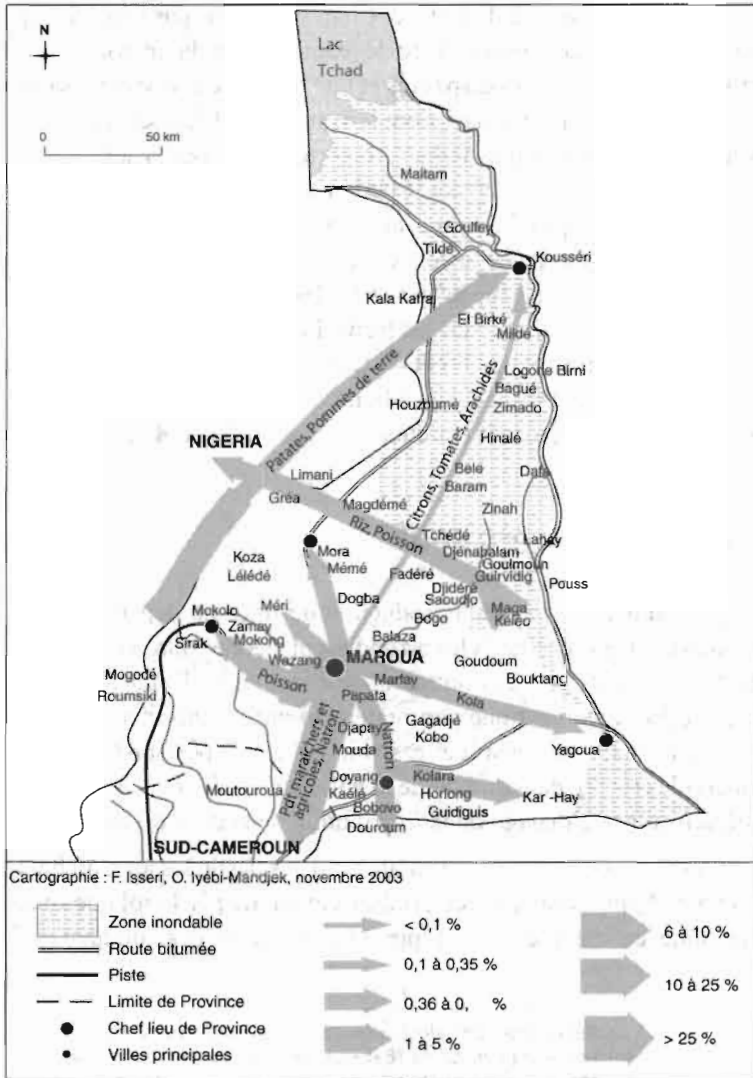 N
0 50 km
Lac
Tchad
Maltam
Goulfey
Tildé
Kousséri
Kala Kafra
El Birké
Mildé
Patates, Pommes de terre
Logone Birni
Bagué
Houzoumé
Zimado
Citrons, Tomates, Arachides
Hinalé
NIGERIA
Limani
Bele
Dafa
Baram
Gréa
Magdémé
Zinah
Riz, Poisson
Tchédé
Lahay
Mora
Djénabalam
Koza
Mémé
Goulmoun
Lélédé
Fadéré
Guirvidig
Pouss
Djidéré
Mokolo
Méri
Dogba
Saoudjo
Maga
Zamay
Bogo
Kéléo
Sirak
Mokong
Balaza
Wazang
MAROUA
Goudoum
Mogodé
Poisson
Marfay
Bouktang
Roumsiki
Papata
Kola
Djapay
Gagadjé
Natron
Kobo
Yagoua
Mouda
Pdt maraîchers et
agricoles, Natron
Doyang
Kolara
Moutouroua
Kaélé
Horlong
Kar -Hay
Bobovo
Guidiguis
Douroum
SUD-CAMEROUN
Cartographie : F. Isseri, O. Iyébi-Mandjek, novembre 2003
Zone inondable
Route bitumée
Piste
Limite de Province
Chef lieu de Province
Villes principales
< 0,1 %
0,1 à 0,35 %
0,36 à 0, %
1 à 5 %
6 à 10 %
10 à 25 %
> 25 %